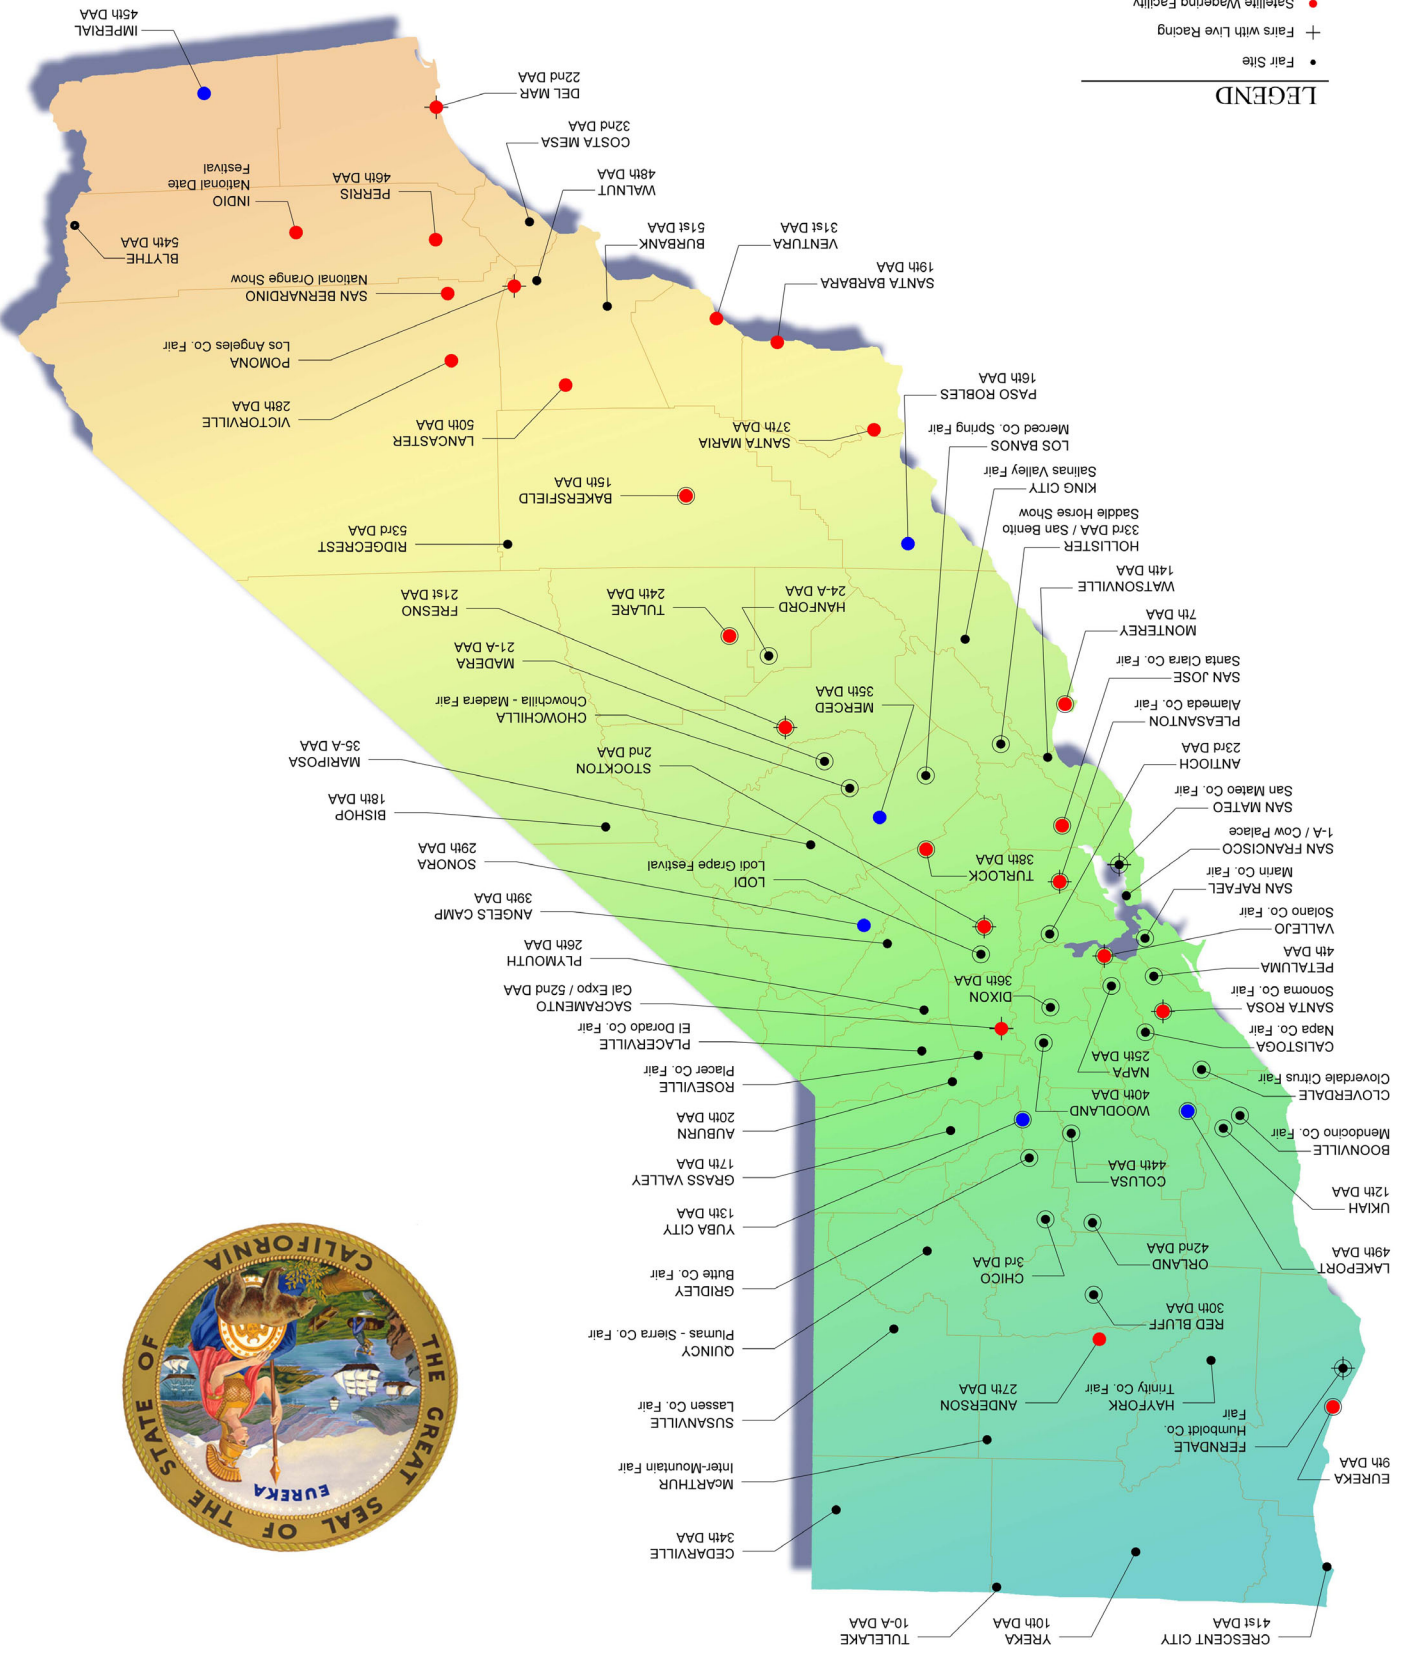 CRESCENT CITY
41st DAA
YREKA
10th DAA
TULELAKE
10-A DAA
CEDARVILLE
34th DAA
EUREKA
9th DAA
McARTHUR
Inter-Mountain Fair
FERNDALE
Humboldt Co.
Fair
HAYFORK
Trinity Co. Fair
ANDERSON
27th DAA
SUSANVILLE
Lassen Co. Fair
RED BLUFF
30th DAA
QUINCY
Plumas - Sierra Co. Fair
LAKEPORT
49th DAA
ORLAND
42nd DAA
CHICO
3rd DAA
GRIDLEY
Butte Co. Fair
UKIAH
12th DAA
YUBA CITY
13th DAA
COLUSA
44th DAA
GRASS VALLEY
17th DAA
BOONVILLE
Mendocino Co. Fair
AUBURN
20th DAA
WOODLAND
40th DAA
CLOVERDALE
Cloverdale Citrus Fair
ROSEVILLE
Placer Co. Fair
NAPA
25th DAA
CALISTOGA
Napa Co. Fair
PLACERVILLE
El Dorado Co. Fair
SANTA ROSA
Sonoma Co. Fair
SACRAMENTO
Cal Expo / 52nd DAA
DIXON
36th DAA
PETALUMA
4th DAA
PLYMOUTH
26th DAA
VALLEJO
Solano Co. Fair
ANGELS CAMP
39th DAA
SAN RAFAEL
Marin Co. Fair
LODI
Lodi Grape Festival
TURLOCK
38th DAA
SONORA
29th DAA
SAN FRANCISCO
1-A / Cow Palace
BISHOP
18th DAA
SAN MATEO
San Mateo Co. Fair
MARIPOSA
35-A DAA
STOCKTON
2nd DAA
ANTIOCH
23rd DAA
CHOWCHILLA
Chowchilla - Madera Fair
MERCED
35th DAA
PLEASANTON
Alameda Co. Fair
MADERA
21-A DAA
SAN JOSE
Santa Clara Co. Fair
FRESNO
21st DAA
TULARE
24th DAA
HANFORD
24-A DAA
MONTEREY
7th DAA
WATSONVILLE
14th DAA
RIDGECREST
53rd DAA
HOLLISTER
33rd DAA / San Benito
Saddle Horse Show
BAKERSFIELD
15th DAA
KING CITY
Salinas Valley Fair
LANCASTER
50th DAA
SANTA MARIA
37th DAA
LOS BANOS
Merced Co. Spring Fair
VICTORVILLE
28th DAA
PASO ROBLES
16th DAA
POMONA
Los Angeles Co. Fair
SAN BERNARDINO
National Orange Show
SANTA BARBARA
19th DAA
BLYTHE
54th DAA
BURBANK
51st DAA
VENTURA
31st DAA
INDIO
National Date
Festival
PERRIS
46th DAA
WALNUT
48th DAA
COSTA MESA
32nd DAA
DEL MAR
22nd DAA
IMPERIAL
45th DAA
LEGEND
Fair Site
Fairs with Live Racing
Satellite Wagering Facility
THE GREAT SEAL OF THE STATE OF CALIFORNIA
EUREKA